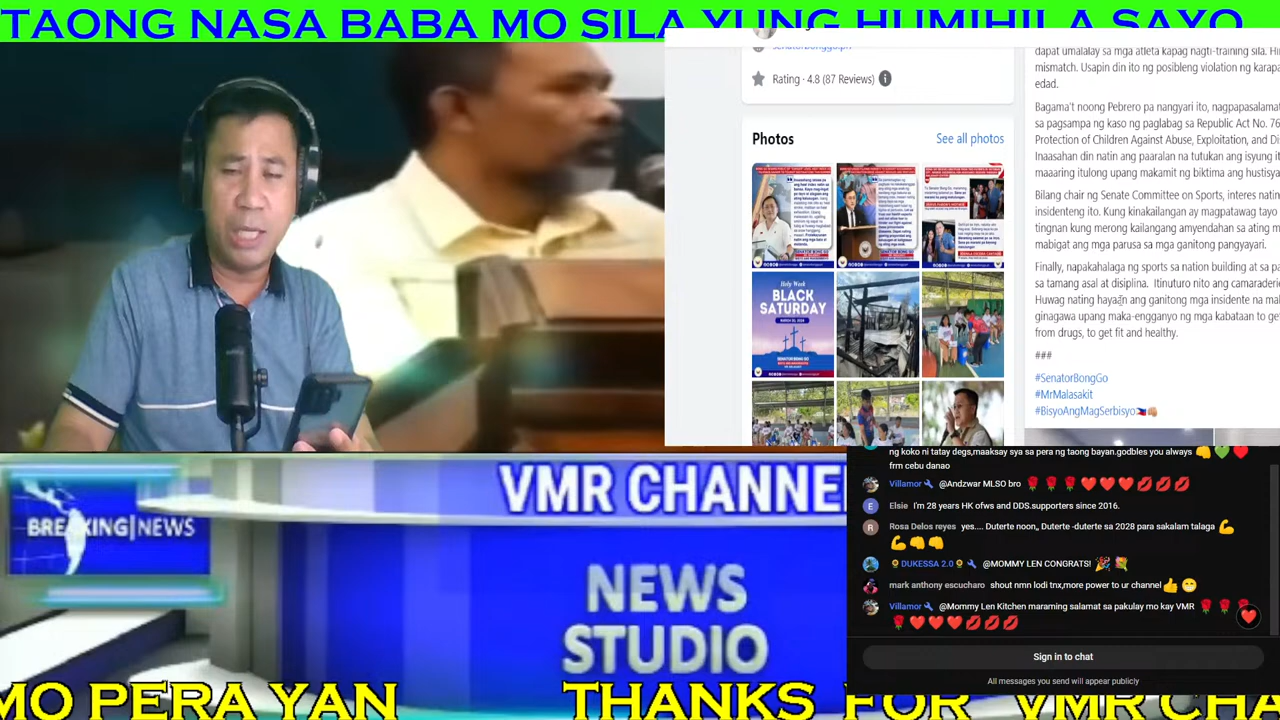 TAONG NASA BABA MO SILA YUNG HUMIHILA SAYO
senatorbonggo.ph
Rating · 4.8 (87 Reviews)
Photos
See all photos
BLACK
SATURDAY
dapat umalalay sa mga atleta kapag nagti-training sila.
mismatch. Usapin din ito ng posibleng violation ng
edad.
Bagama't noong Pebrero pa nangyari ito,
sa pagsampa ng kaso ng paglabag sa Republic Act No.
Protection of Children Against Abuse, Exploitation, and
Inaasahan din natin ang paaralan na tutukan ang
maaaring itulong upang makamit ng biktima ang
Bilang chair ng Senate Committee on Sports,
insidenteng ito. Kung kinakailangan ay magpatawag
tingnan kung merong kailangan amyendahan
mabigat ang mga parusa sa mga ganitong pangyayari.
Finally, napakahalaga ng sports sa nation building at sa
sa tamang asal at disiplina. Itinuturo nito ang
Huwag nating hayaan ang ganitong mga insidente na
ginagawa upang maka-engganyo ng mga kabataan to
from drugs, to get fit and healthy.
###
#SenatorBongGo
#MrMalasakit
#BisyoAngMagSerbisyo🇵🇭👊🏼
ng koko ni tatay degs,maaksay sya sa pera ng taong bayan.godbles you always 👊💚❤️
frm cebu danao
Villamor @Andzwar MLSO bro 🌹🌹🌹❤️❤️❤️💋💋💋
E Elsie I'm 28 years HK ofws and DDS.supporters since 2016.
R Rosa Delos reyes yes.... Duterte noon,, Duterte -duterte sa 2028 para sakalam talaga 💪
💪👊👊
🌻DUKESSA 2.0🌻 @MOMMY LEN CONGRATS! 🎉💐
mark anthony escucharo shout nmn lodi tnx,more power to ur channel👍😁
Villamor @Mommy Len Kitchen maraming salamat sa pakulay mo kay VMR 🌹🌹🌹
🌹❤️❤️❤️💋💋💋
Sign in to chat
All messages you send will appear publicly
VMR CHANNE
BREAKING|NEWS
NEWS
STUDIO
MO PERA YAN THANKS FOR VMR CHA